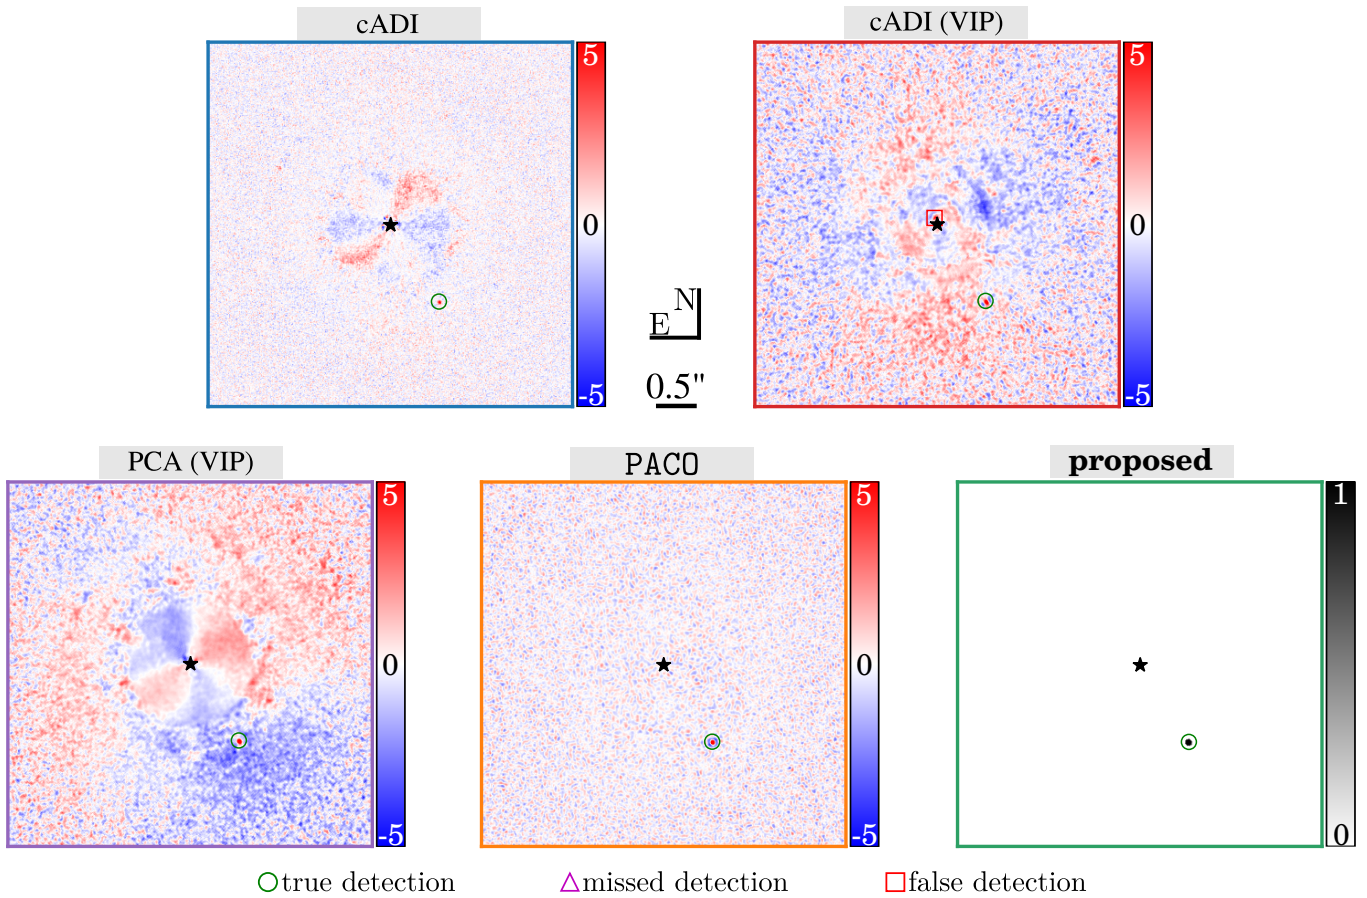 cADI
cADI (VIP)
5
0
-5
5
0
-5
N
E
0.5"
PCA (VIP)
PACO
proposed
5
0
-5
5
0
-5
1
0
true detection
missed detection
false detection